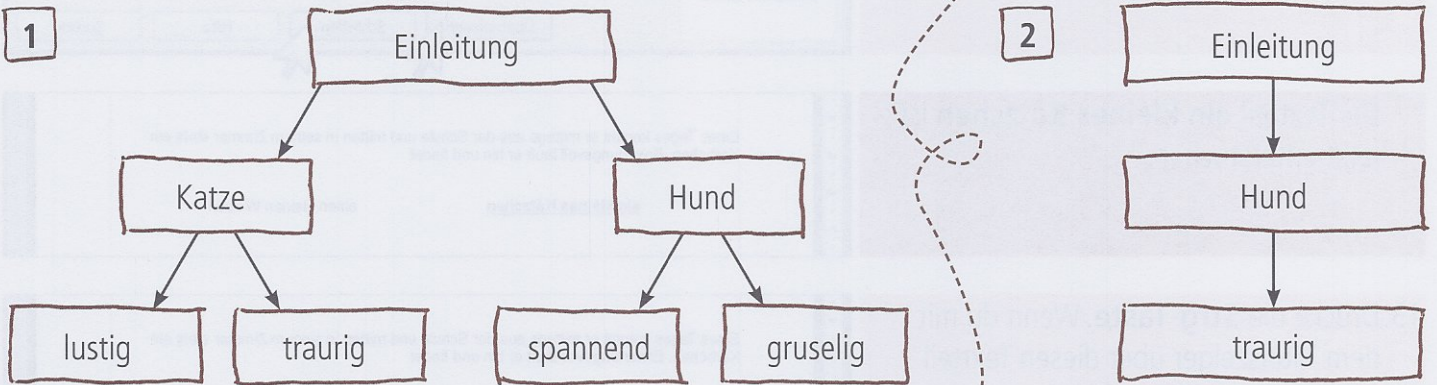 1
Einleitung
Katze
Hund
lustig
traurig
spannend
gruselig
2
Einleitung
Hund
traurig